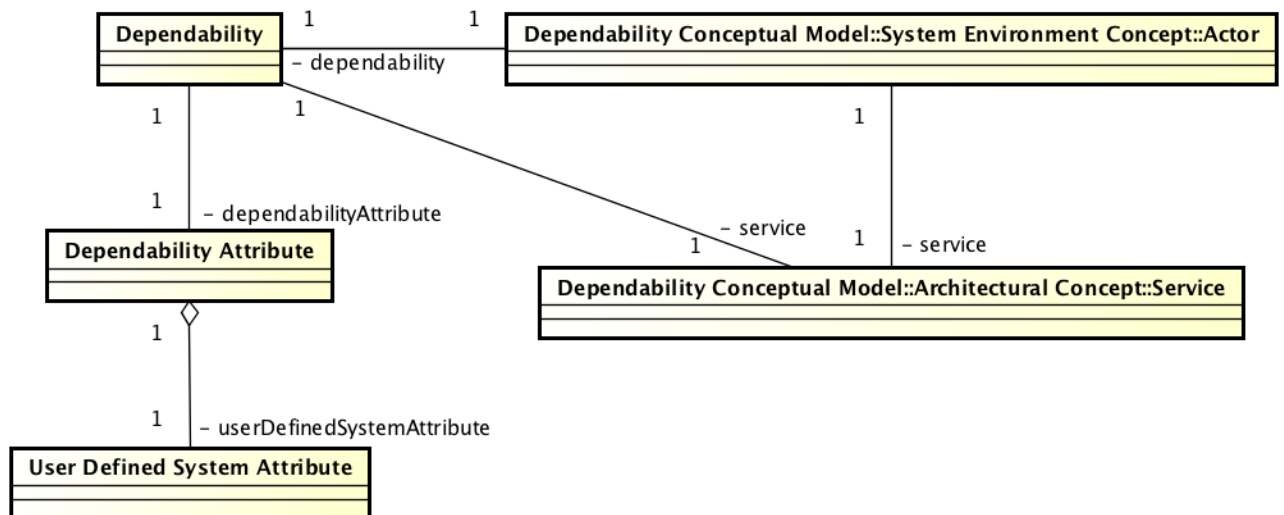 1 1
Dependability
Dependability Conceptual Model::System Environment Concept::Actor
– dependability
1
1
1
1
– dependabilityAttribute
– service
1
1
– service
Dependability Attribute
Dependability Conceptual Model::Architectural Concept::Service
1
1
– userDefinedSystemAttribute
User Defined System Attribute